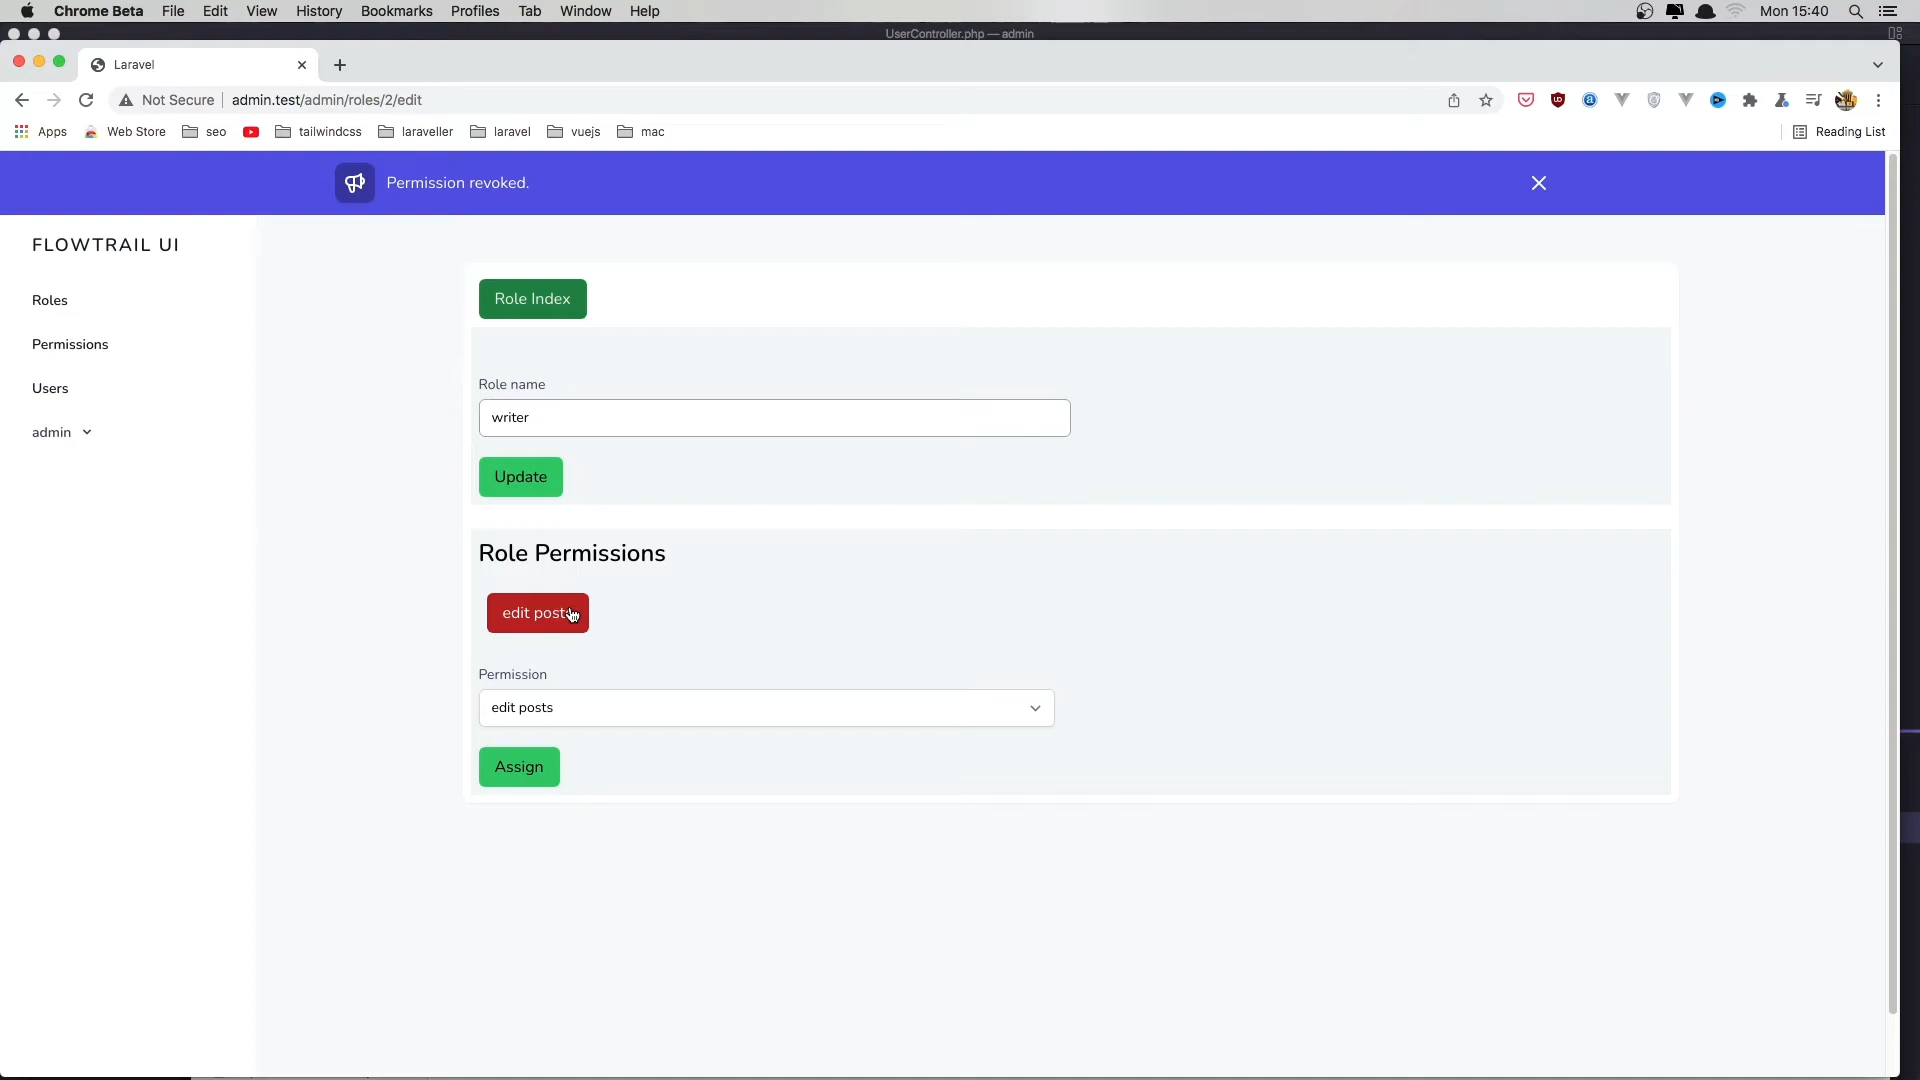 Chrome Beta File Edit View History Bookmarks Profiles Tab Window Help Mon 15:40
UserController.php — admin
Laravel
Not Secure admin.test/admin/roles/2/edit
Apps Web Store seo tailwindcss laraveller laravel vuejs mac Reading List
Permission revoked.
FLOWTRAIL UI
Roles
Permissions
Users
admin
Role Index
Role name
writer
Update
Role Permissions
edit posts
Permission
edit posts
Assign